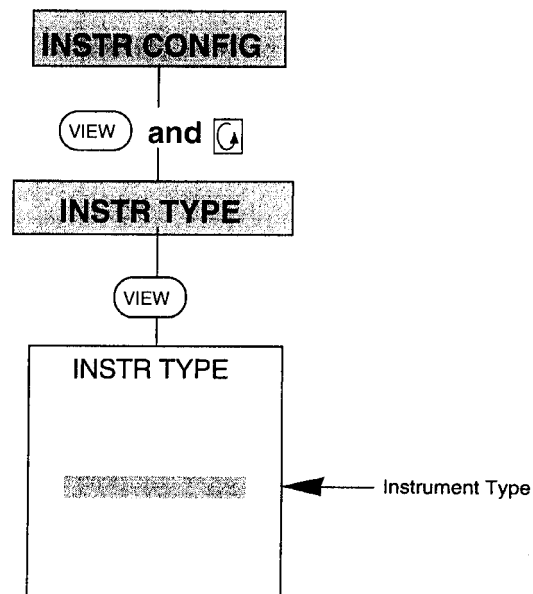 INSTR CONFIG
VIEW and
INSTR TYPE
VIEW
INSTR TYPE
Instrument Type